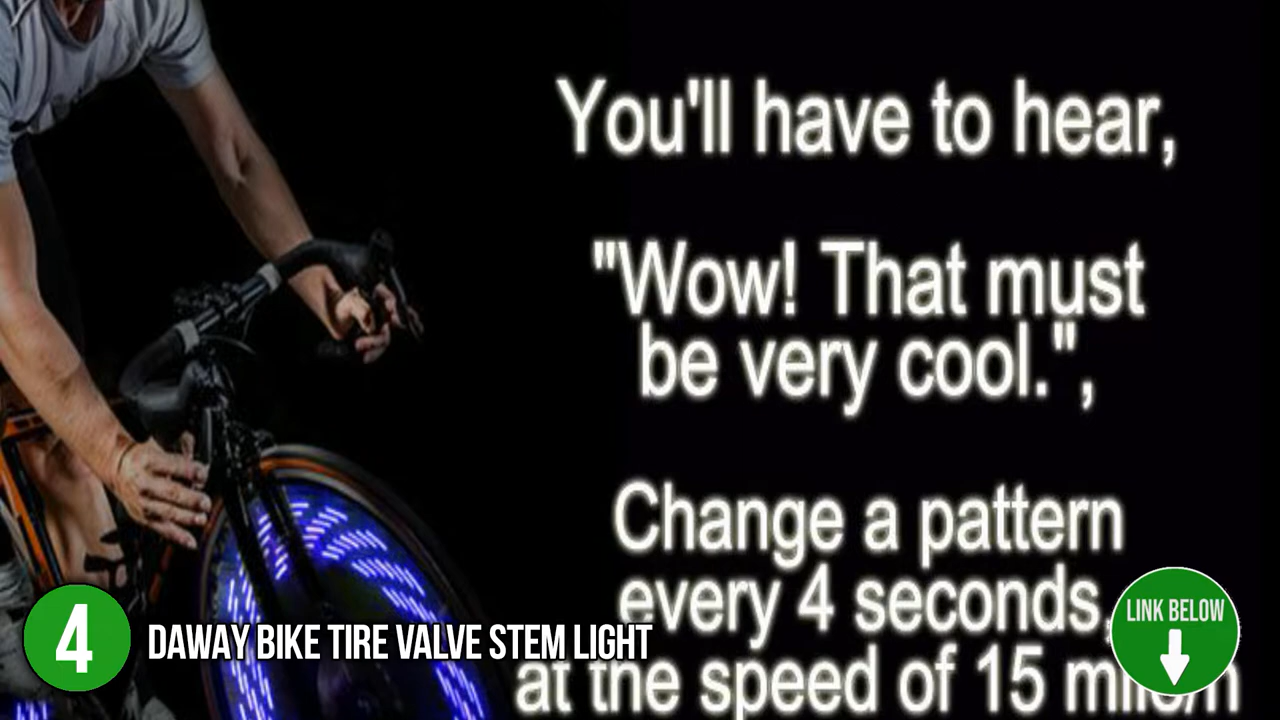 You'll have to hear,
"Wow! That must
be very cool.",
Change a pattern
every 4 seconds,
at the speed of 15
4
DAWAY BIKE TIRE VALVE STEM LIGHT
LINK BELOW